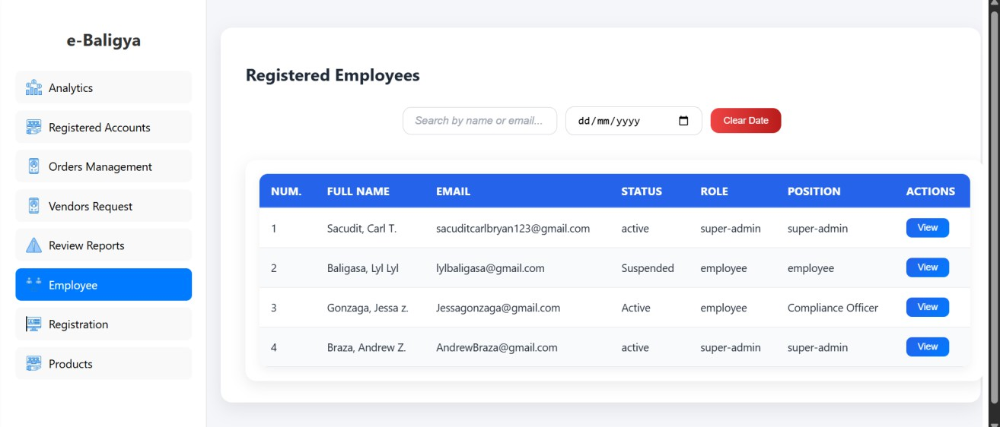 e-Baligya
Analytics
Registered Accounts
Orders Management
Vendors Request
Review Reports
Employee
Registration
Products
Registered Employees
Search by name or email...
dd/mm/yyyy
Clear Date
NUM. FULL NAME EMAIL STATUS ROLE POSITION ACTIONS
1 Sacudit, Carl T. sacuditcarlbryan123@gmail.com active super-admin super-admin View
2 Baligasa, Lyl Lyl lylbaligasa@gmail.com Suspended employee employee View
3 Gonzaga, Jessa z. Jessagonzaga@gmail.com Active employee Compliance Officer View
4 Braza, Andrew Z. AndrewBraza@gmail.com active super-admin super-admin View